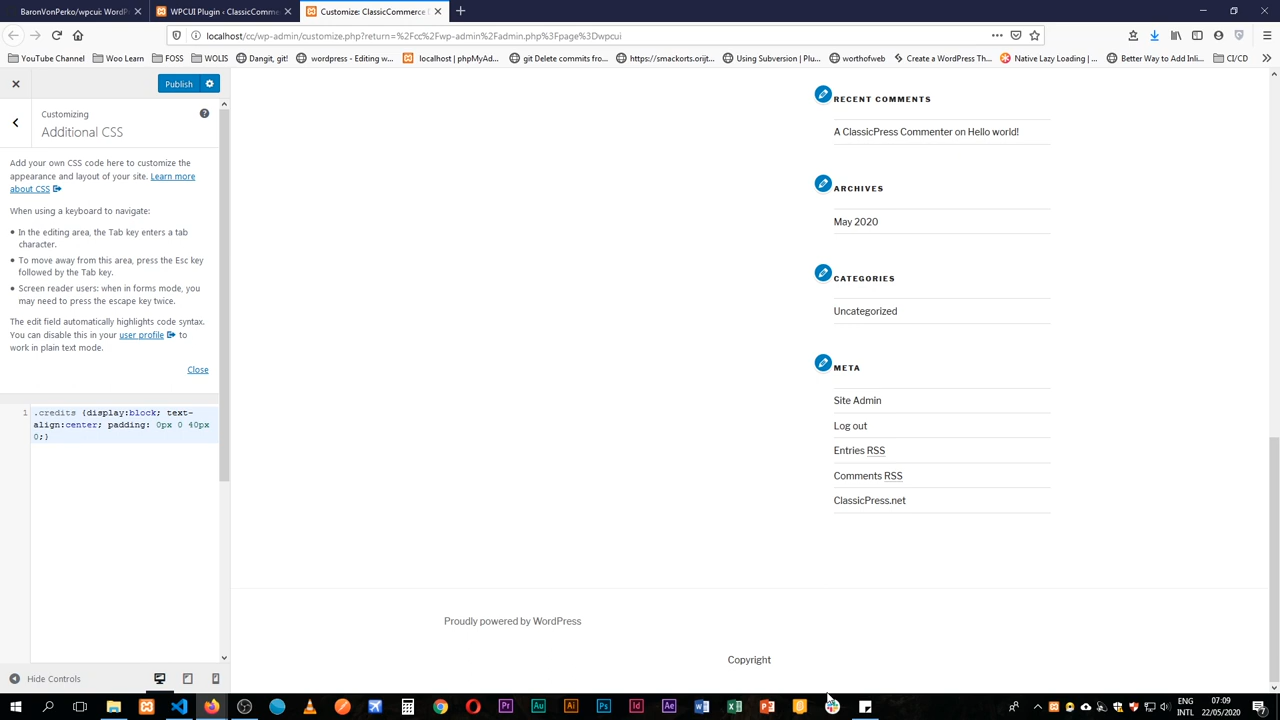 BaronVonPerko/wpcui: WordPr
WPCUI Plugin ‹ ClassicComme
Customize: ClassicCommerce
localhost/cc/wp-admin/customize.php?return=%2Fcc%2Fwp-admin%2Fadmin.php%3Fpage%3Dwpcui
YouTube Channel
Woo Learn
FOSS
WOLIS
Dangit, git!
wordpress - Editing w...
localhost | phpMyAd...
git Delete commits fro...
https://smackorts.orijt...
Using Subversion | Plu...
worthofweb
Create a WordPress Th...
Native Lazy Loading | ...
Better Way to Add Inli...
CI/CD
Publish
Customizing
Additional CSS
Add your own CSS code here to customize the
appearance and layout of your site. Learn more
about CSS
When using a keyboard to navigate:
• In the editing area, the Tab key enters a tab
character.
• To move away from this area, press the Esc key
followed by the Tab key.
• Screen reader users: when in forms mode, you
may need to press the escape key twice.
The edit field automatically highlights code syntax.
You can disable this in your user profile to
work in plain text mode.
Close
1 .credits {display:block; text-
align:center; padding: 0px 0 40px
0;}
Hide Controls
RECENT COMMENTS
A ClassicPress Commenter on Hello world!
ARCHIVES
May 2020
CATEGORIES
Uncategorized
META
Site Admin
Log out
Entries RSS
Comments RSS
ClassicPress.net
Proudly powered by WordPress
Copyright
ENG
INTL
07:09
22/05/2020